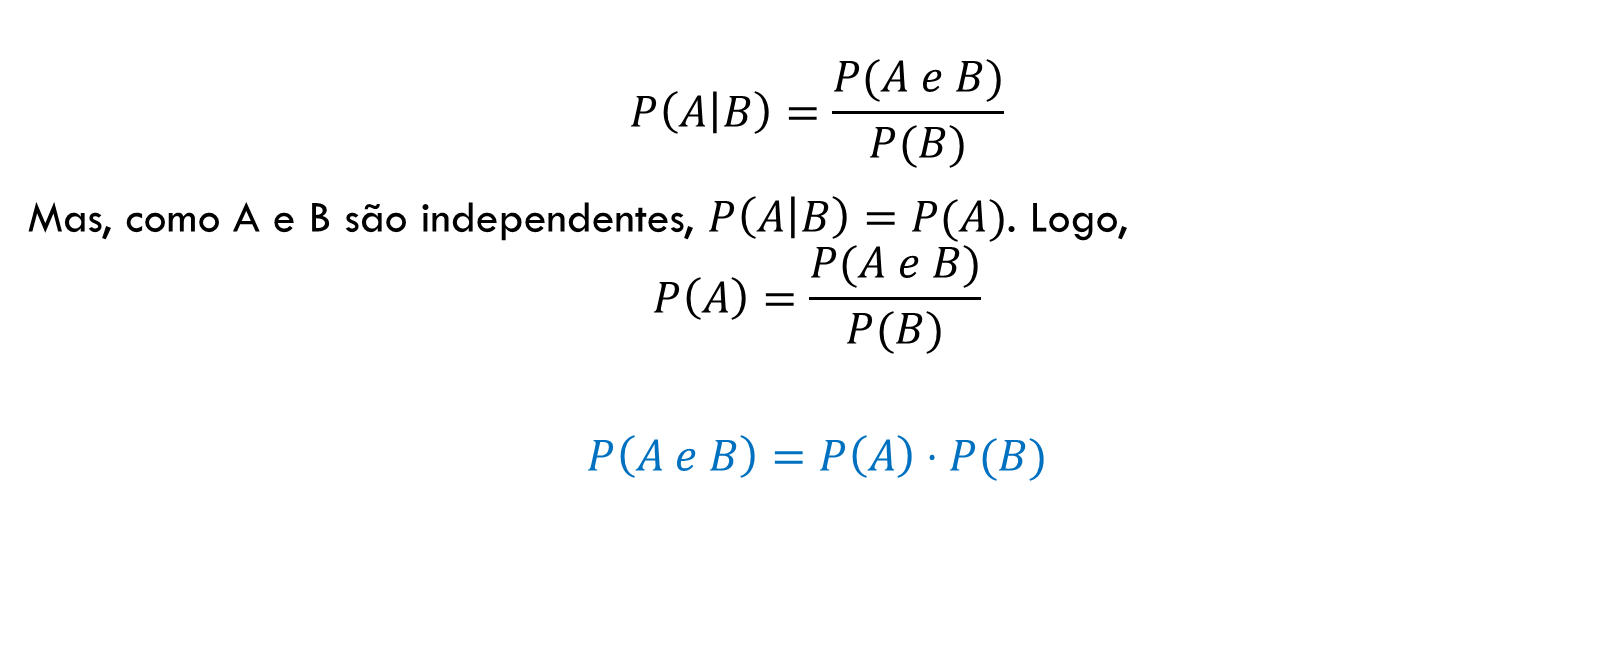 P(A|B) = P(A e B) / P(B)
Mas, como A e B são independentes, P(A|B) = P(A). Logo,
P(A) = P(A e B) / P(B)
P(A e B) = P(A) · P(B)